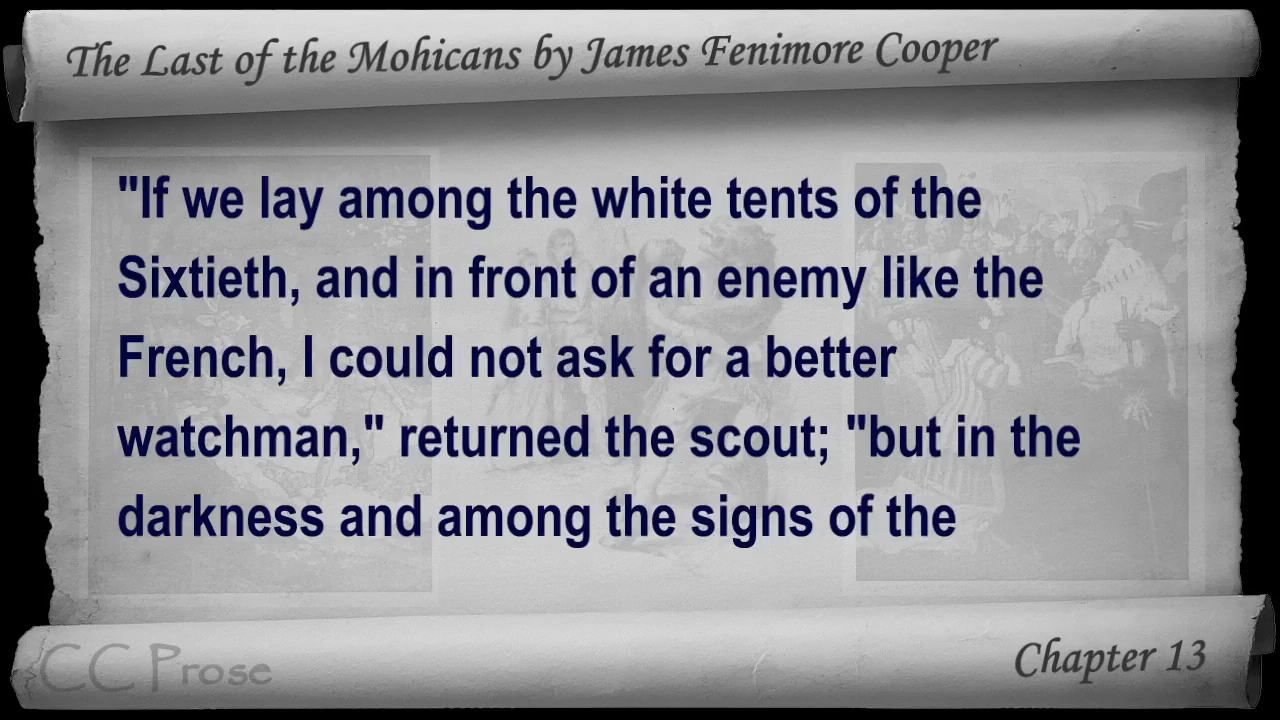 The Last of the Mohicans by James Fenimore Cooper
"If we lay among the white tents of the
Sixtieth, and in front of an enemy like the
French, I could not ask for a better
watchman," returned the scout; "but in the
darkness and among the signs of the
CC Prose
Chapter 13